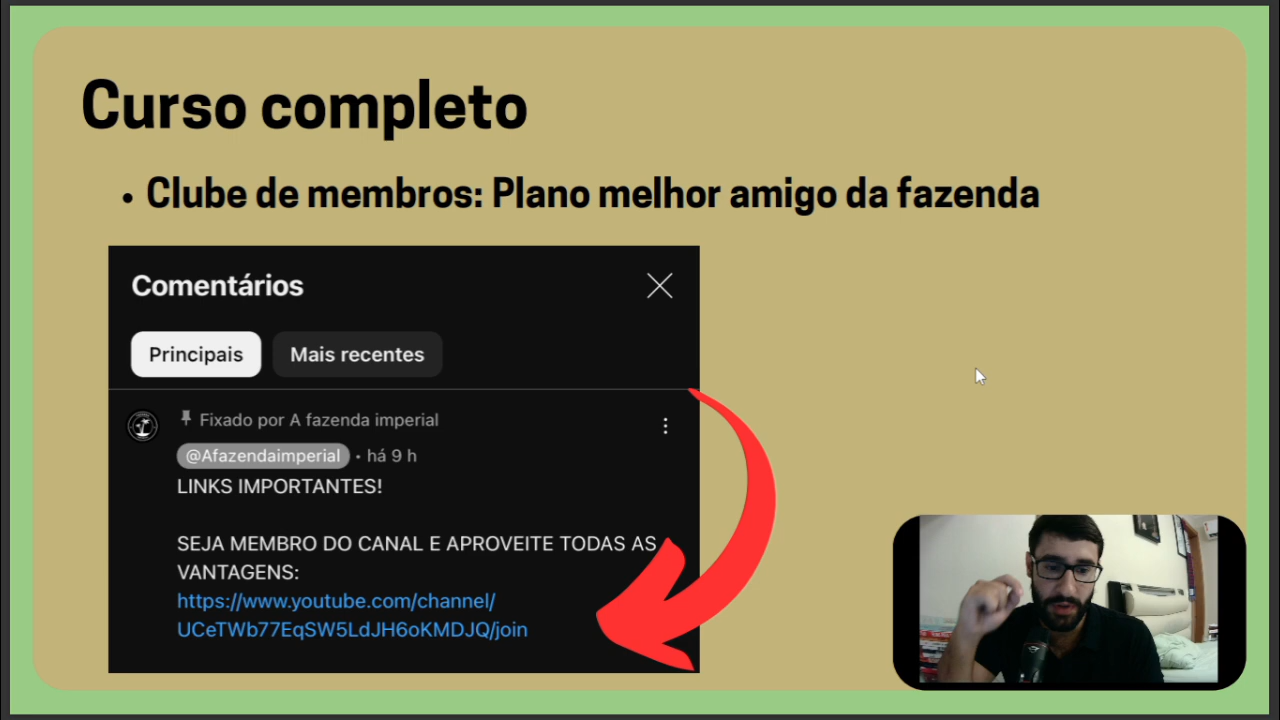 Curso completo
• Clube de membros: Plano melhor amigo da fazenda
Comentários
Principais
Mais recentes
Fixado por A fazenda imperial
@Afazendaimperial • há 9 h
LINKS IMPORTANTES!
SEJA MEMBRO DO CANAL E APROVEITE TODAS AS
VANTAGENS:
https://www.youtube.com/channel/
UCeTWb77EqSW5LdJH6oKMDJQ/join